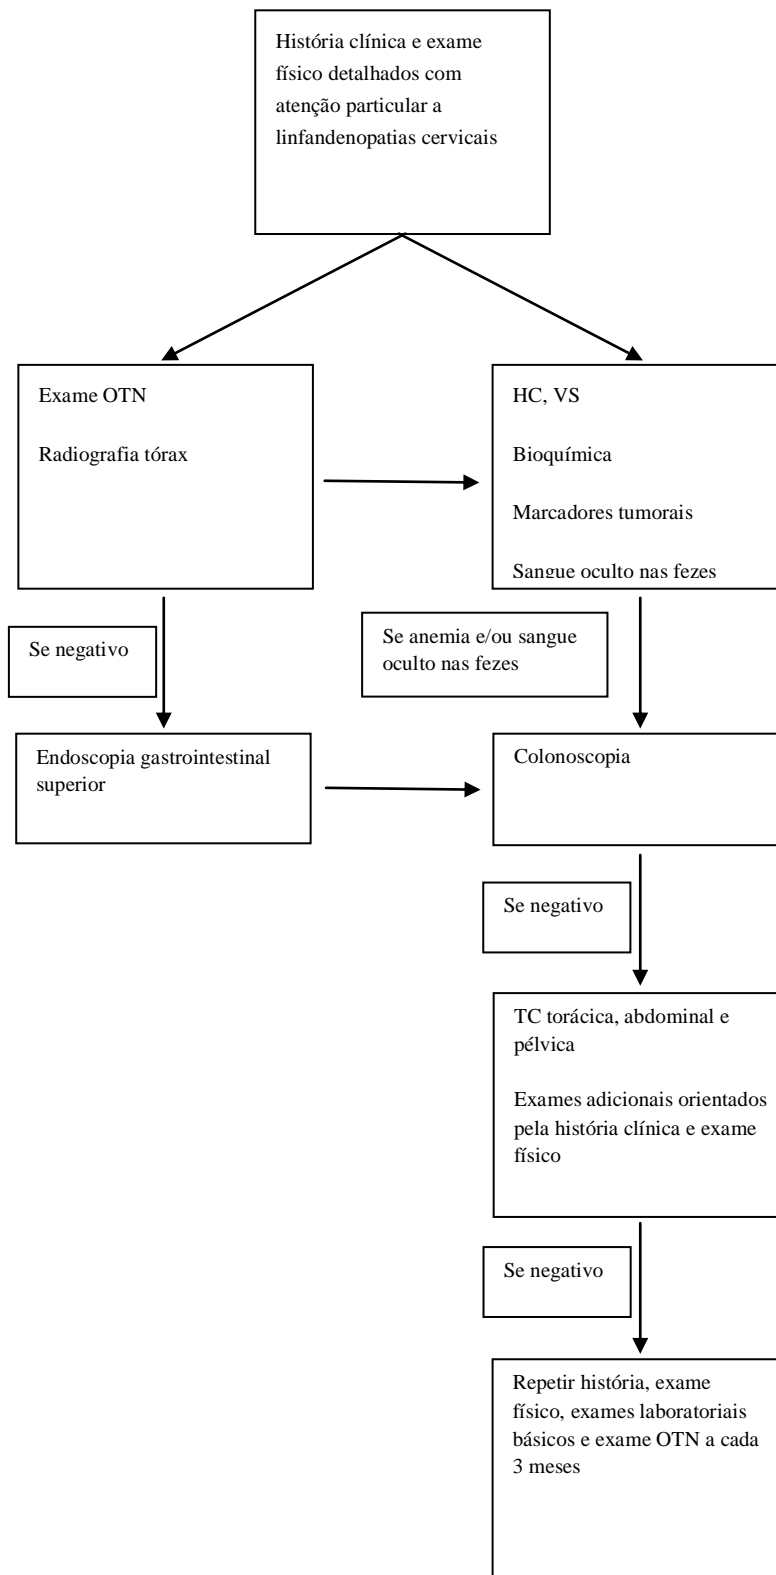 História clínica e exame
físico detalhados com
atenção particular a
linfandenopatias cervicais
Exame OTN
Radiografia tórax
HC, VS
Bioquímica
Marcadores tumorais
Sangue oculto nas fezes
Se negativo
Se anemia e/ou sangue
oculto nas fezes
Endoscopia gastrointestinal
superior
Colonoscopia
Se negativo
TC torácica, abdominal e
pélvica
Exames adicionais orientados
pela história clínica e exame
físico
Se negativo
Repetir história, exame
físico, exames laboratoriais
básicos e exame OTN a cada
3 meses